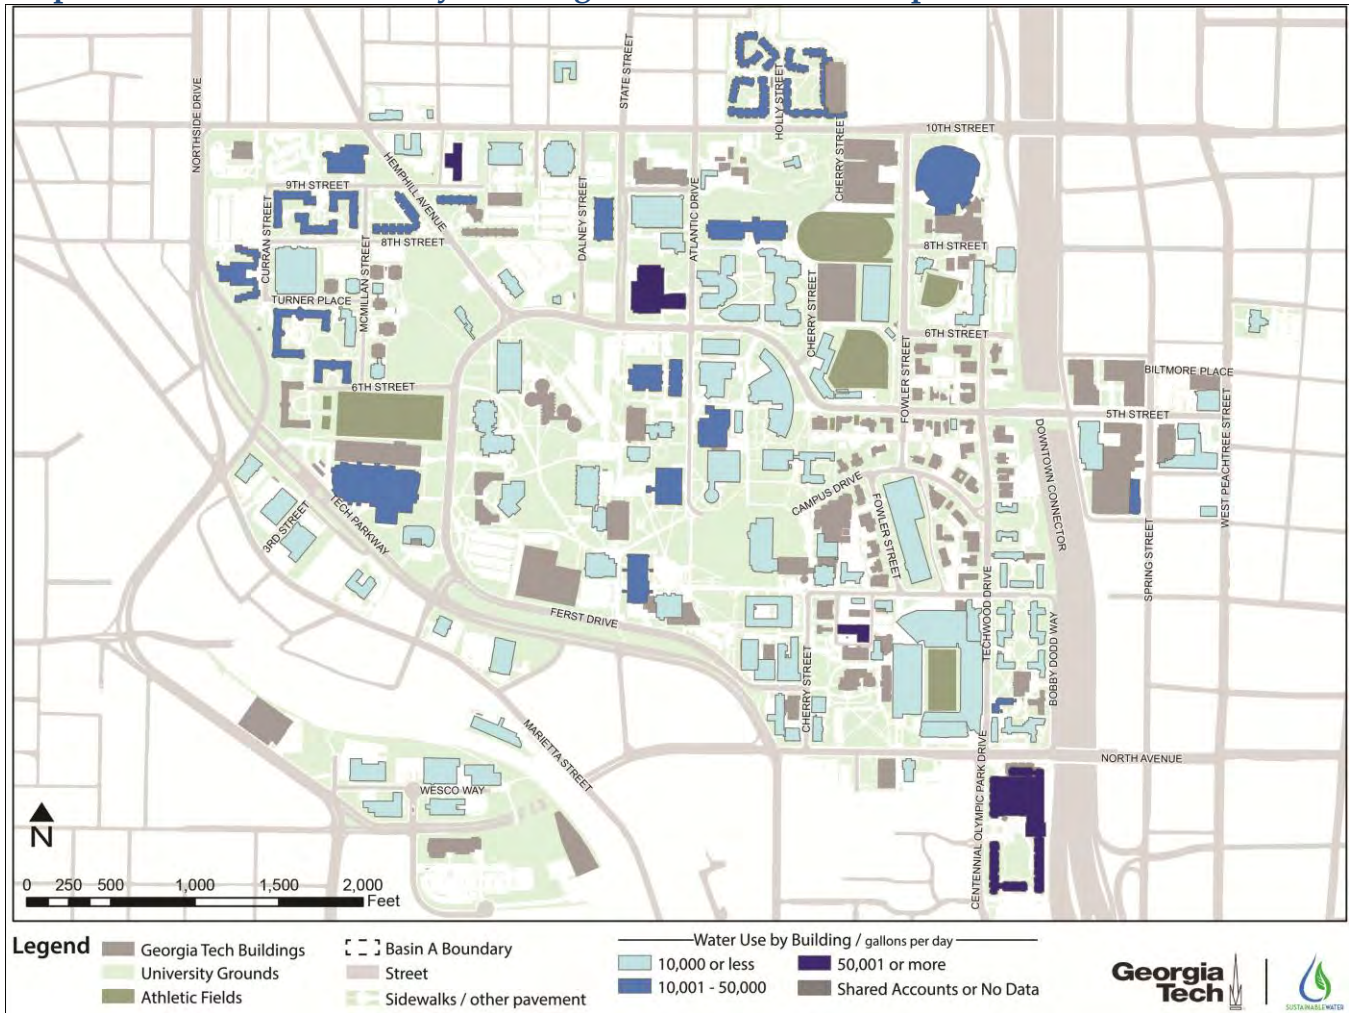 STATE STREET
HOLLY STREET
NORTHSIDE DRIVE
10TH STREET
CHERRY STREET
HEMPHILL AVENUE
9TH STREET
DALNEY STREET
ATLANTIC DRIVE
CURRAN STREET
8TH STREET
8TH STREET
MCMILLAN STREET
TURNER PLACE
CHERRY STREET
6TH STREET
FOWLER STREET
6TH STREET
BILTMORE PLACE
5TH STREET
DOWNTOWN CONNECTOR
WEST PEACHTREE STREET
CAMPUS DRIVE
FOWLER STREET
3RD STREET
TECH PARKWAY
SPRING STREET
FERST DRIVE
TECHWOOD DRIVE
BOBBY DODD WAY
CHERRY STREET
MARIETTA STREET
NORTH AVENUE
WESCO WAY
CENTENNIAL OLYMPIC PARK DRIVE
N
0 250 500 1,000 1,500 2,000
Feet
Legend
Georgia Tech Buildings
University Grounds
Athletic Fields
Basin A Boundary
Street
Sidewalks / other pavement
Water Use by Building / gallons per day
10,000 or less
10,001 - 50,000
50,001 or more
Shared Accounts or No Data
Georgia
Tech
SUSTAINABLEWATER